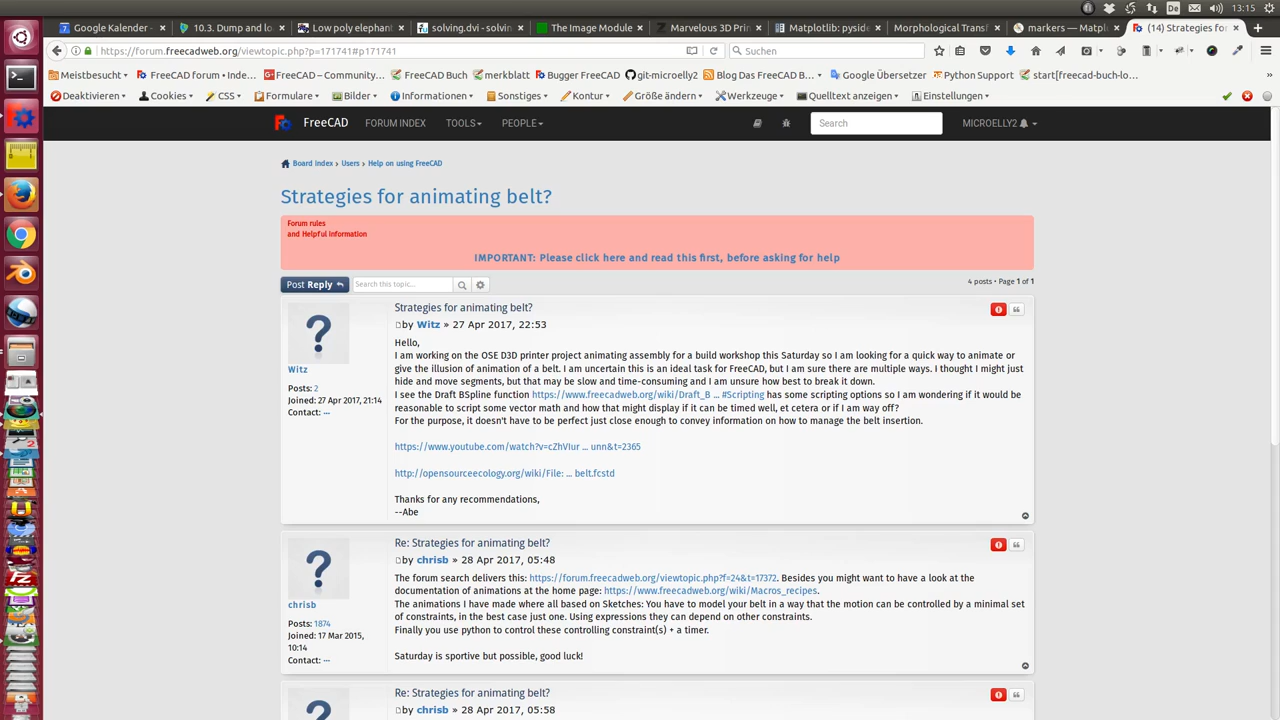 De 13:15
Google Kalender -
10.3. Dump and lo
Low poly elephan
ng.dvi - selvse
The Image Module
Marvelous 3D Prin
Matplotlib: pysid
Morphological Trans
markers — Matpl
(14) Strategies for
https://forum.freecadweb.org/viewtopic.php?p=171741#p171741
Suchen
Meistbesucht
FreeCAD forum • Inde...
FreeCAD – Community...
FreeCAD Buch
merkblatt
Bugger FreeCAD
git-microelly2
Blog Das FreeCAD B...
Google Übersetzer
Python Support
start[freecad-buch-lo...
Deaktivieren
Cookies
CSS
Formulare
Bilder
Informationen
Sonstiges
Kontur
Größe ändern
Werkzeuge
Quelltext anzeigen
Einstellungen
FreeCAD
FORUM INDEX
TOOLS
PEOPLE
Search
MICROELLY2
Board Index › Users › Help on using FreeCAD
Strategies for animating belt?
Forum rules
and Helpful information
IMPORTANT: Please click here and read this first, before asking for help
Post Reply
Search this topic...
4 posts • Page 1 of 1
Strategies for animating belt?
by Witz » 27 Apr 2017, 22:53
Witz
Posts: 2
Joined: 27 Apr 2017, 21:14
Contact:
Hello,
I am working on the OSE D3D printer project animating assembly for a build workshop this Saturday so I am looking for a quick way to animate or
give the illusion of animation of a belt. I am uncertain this is an ideal task for FreeCAD, but I am sure there are multiple ways. I thought I might just
hide and move segments, but that may be slow and time-consuming and I am unsure how best to break it down.
I see the Draft BSpline function https://www.freecadweb.org/wiki/Draft_B ... #Scripting has some scripting options so I am wondering if it would be
reasonable to script some vector math and how that might display if it can be timed well, et cetera or if I am way off?
For the purpose, it doesn't have to be perfect just close enough to convey information on how to manage the belt insertion.
https://www.youtube.com/watch?v=cZhVIur ... unn&t=2365
http://opensourceecology.org/wiki/File: ... belt.fcstd
Thanks for any recommendations,
--Abe
Re: Strategies for animating belt?
by chrisb » 28 Apr 2017, 05:48
chrisb
Posts: 1874
Joined: 17 Mar 2015,
10:14
Contact:
The forum search delivers this: https://forum.freecadweb.org/viewtopic.php?f=24&t=17372. Besides you might want to have a look at the
documentation of animations at the home page: https://www.freecadweb.org/wiki/Macros_recipes.
The animations I have made where all based on Sketches: You have to model your belt in a way that the motion can be controlled by a minimal set
of constraints, in the best case just one. Using expressions they can depend on other constraints.
Finally you use python to control these controlling constraint(s) + a timer.
Saturday is sportive but possible, good luck!
Re: Strategies for animating belt?
by chrisb » 28 Apr 2017, 05:58